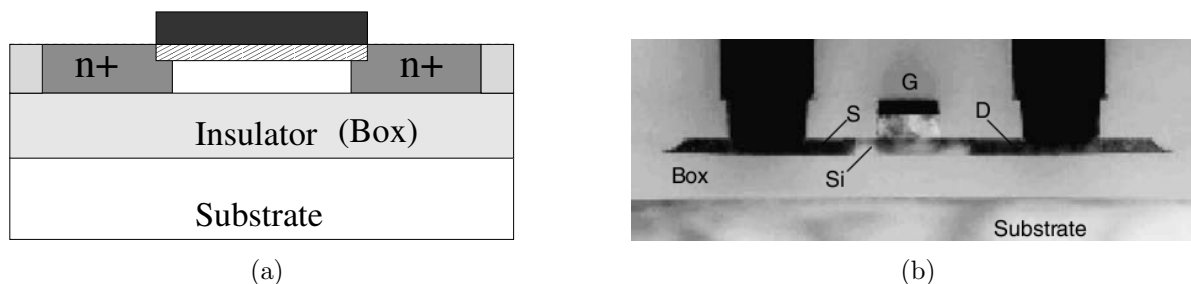 n+ n+
Insulator (Box)
Substrate
(a)
G
S D
Si
Box
Substrate
(b)